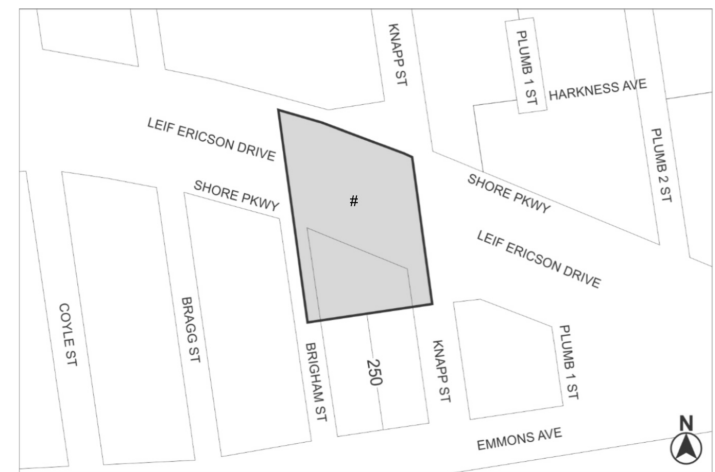 KNAPP ST
PLUMB 1 ST
HARKNESS AVE
LEIF ERICSON DRIVE
PLUMB 2 ST
SHORE PKWY
SHORE PKWY
#
LEIF ERICSON DRIVE
COYLE ST
BRAGG ST
BRIGHAM ST
250
KNAPP ST
PLUMB 1 ST
EMMONS AVE
N